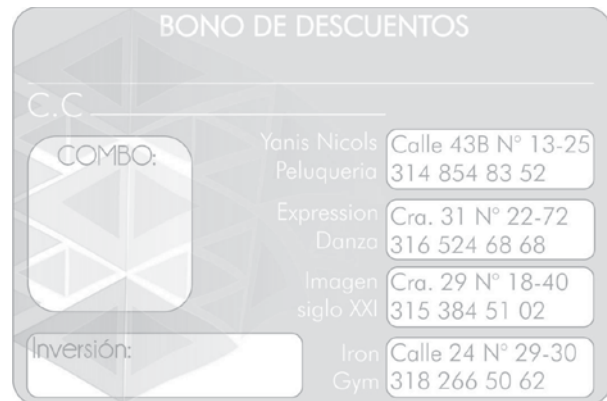 BONO DE DESCUENTOS
C.C
COMBO:
Yanis Nicols
Peluqueria
Calle 43B N° 13-25
314 854 83 52
Expression
Danza
Cra. 31 N° 22-72
316 524 68 68
Imagen
siglo XXI
Cra. 29 N° 18-40
315 384 51 02
Inversión:
Iron
Gym
Calle 24 N° 29-30
318 266 50 62